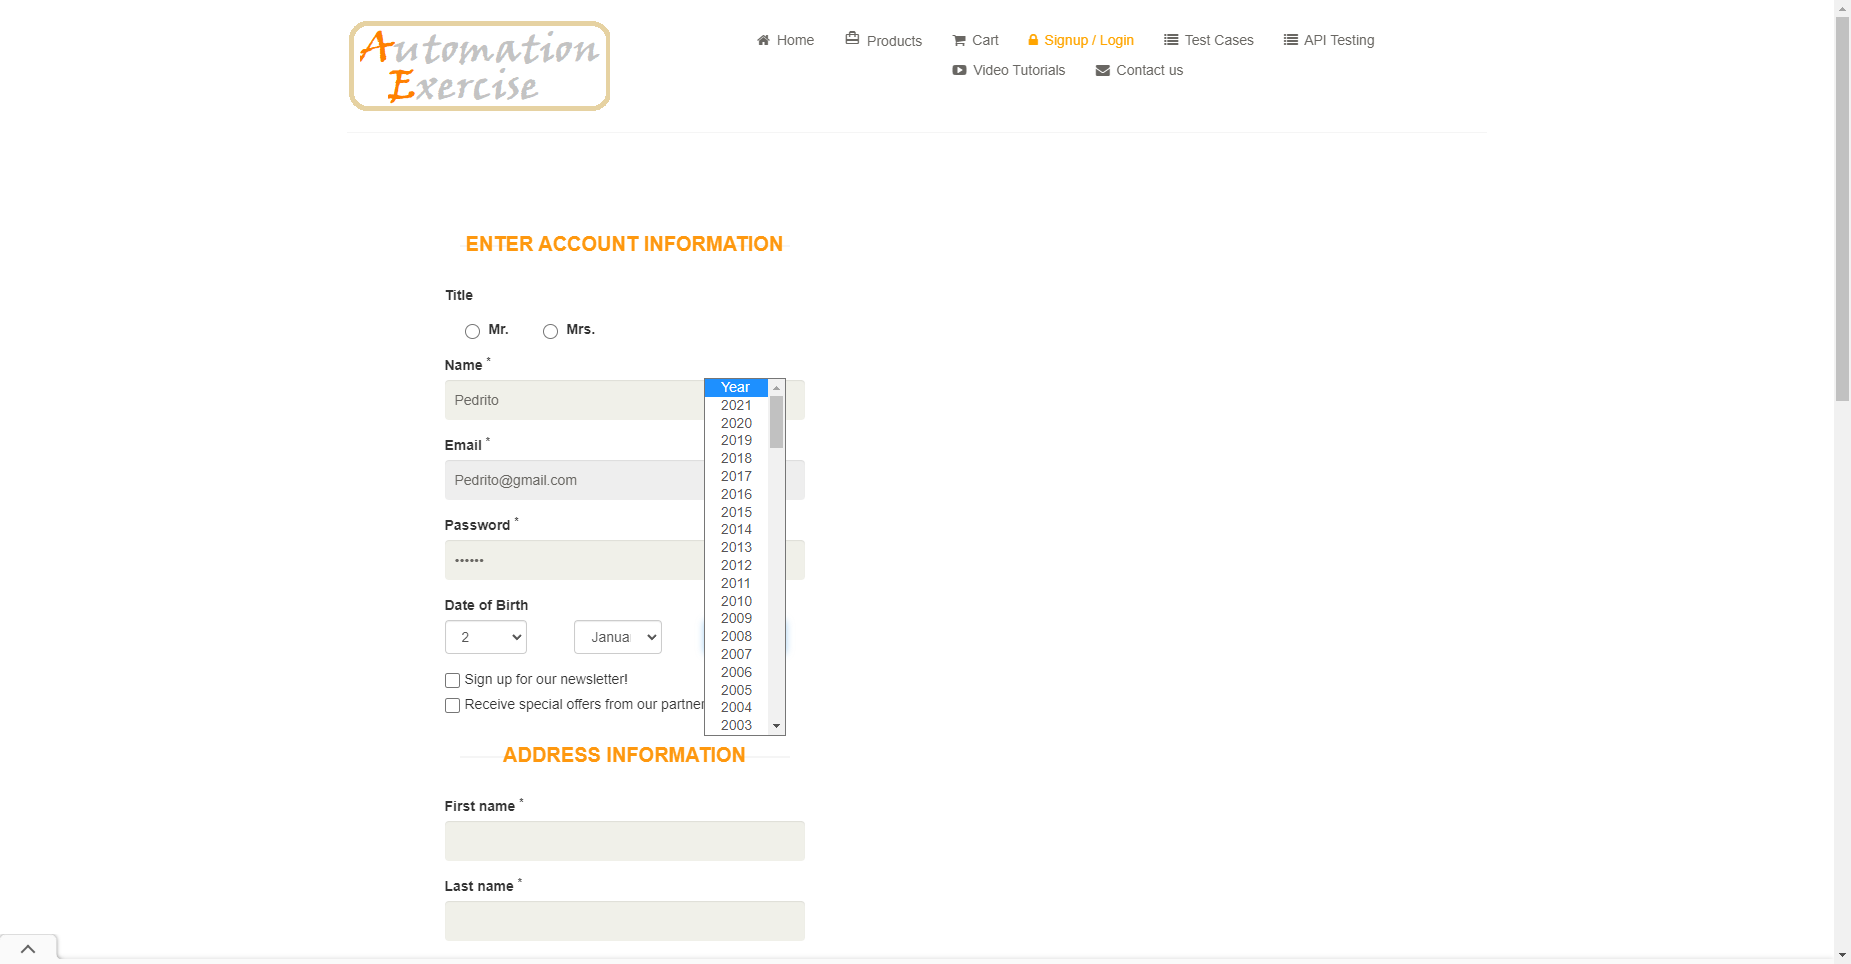 Automation
Exercise
Home
Products
Cart
Signup / Login
Test Cases
API Testing
Video Tutorials
Contact us
ENTER ACCOUNT INFORMATION
Title
Mr.
Mrs.
Name *
Pedrito
Email *
Pedrito@gmail.com
Password *
••••••
Date of Birth
2
Januar
Year
2021
2020
2019
2018
2017
2016
2015
2014
2013
2012
2011
2010
2009
2008
2007
2006
2005
2004
2003
Sign up for our newsletter!
Receive special offers from our partner
ADDRESS INFORMATION
First name *
Last name *